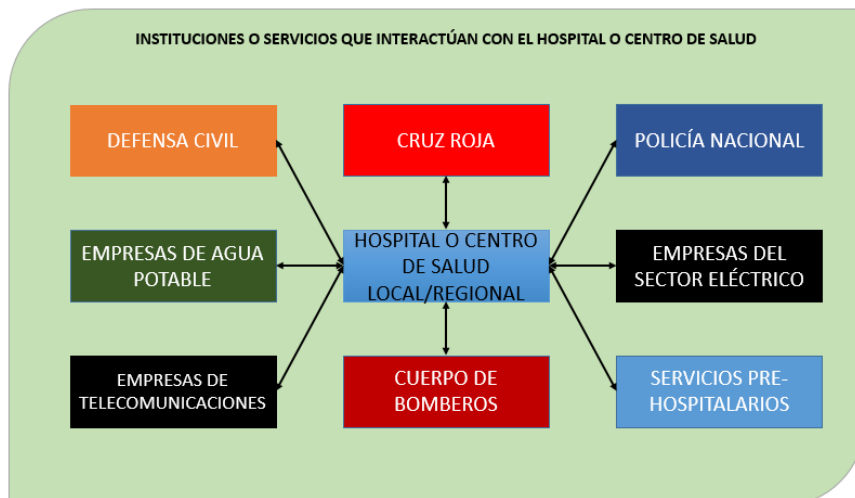 INSTITUCIONES O SERVICIOS QUE INTERACTÚAN CON EL HOSPITAL O CENTRO DE SALUD
DEFENSA CIVIL
CRUZ ROJA
POLICÍA NACIONAL
EMPRESAS DE AGUA
POTABLE
HOSPITAL O CENTRO
DE SALUD
LOCAL/REGIONAL
EMPRESAS DEL
SECTOR ELÉCTRICO
EMPRESAS DE
TELECOMUNICACIONES
CUERPO DE
BOMBEROS
SERVICIOS PRE-
HOSPITALARIOS